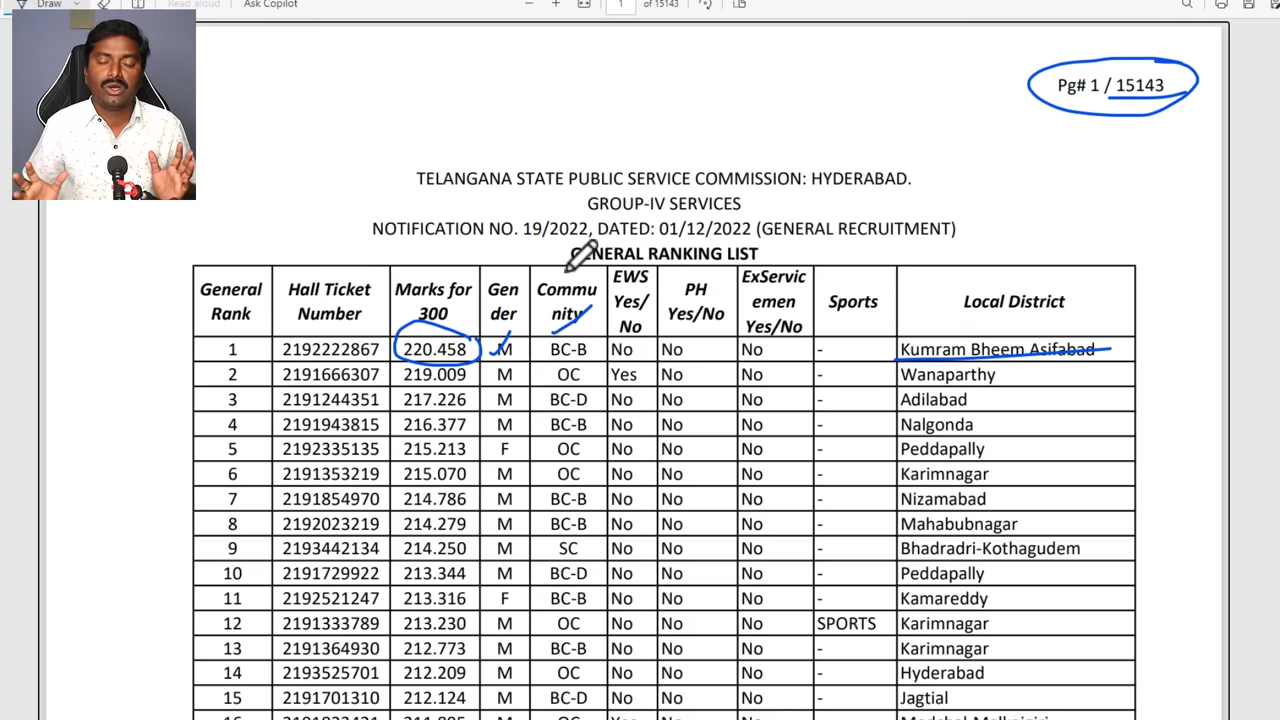 Draw Read aloud Ask Copilot 1 of 15143
Pg# 1 / 15143
TELANGANA STATE PUBLIC SERVICE COMMISSION: HYDERABAD.
GROUP-IV SERVICES
NOTIFICATION NO. 19/2022, DATED: 01/12/2022 (GENERAL RECRUITMENT)
GENERAL RANKING LIST
General Rank Hall Ticket Number Marks for 300 Gen der Commu nity EWS Yes/ No PH Yes/No ExServic emen Yes/No Sports Local District
1 2192222867 220.458 M BC-B No No No - Kumram Bheem Asifabad
2 2191666307 219.009 M OC Yes No No - Wanaparthy
3 2191244351 217.226 M BC-D No No No - Adilabad
4 2191943815 216.377 M BC-B No No No - Nalgonda
5 2192335135 215.213 F OC No No No - Peddapally
6 2191353219 215.070 M OC No No No - Karimnagar
7 2191854970 214.786 M BC-B No No No - Nizamabad
8 2192023219 214.279 M BC-B No No No - Mahabubnagar
9 2193442134 214.250 M SC No No No - Bhadradri-Kothagudem
10 2191729922 213.344 M BC-D No No No - Peddapally
11 2192521247 213.316 F BC-B No No No - Kamareddy
12 2191333789 213.230 M OC No No No SPORTS Karimnagar
13 2191364930 212.773 M BC-B No No No - Karimnagar
14 2193525701 212.209 M OC No No No - Hyderabad
15 2191701310 212.124 M BC-D No No No - Jagtial